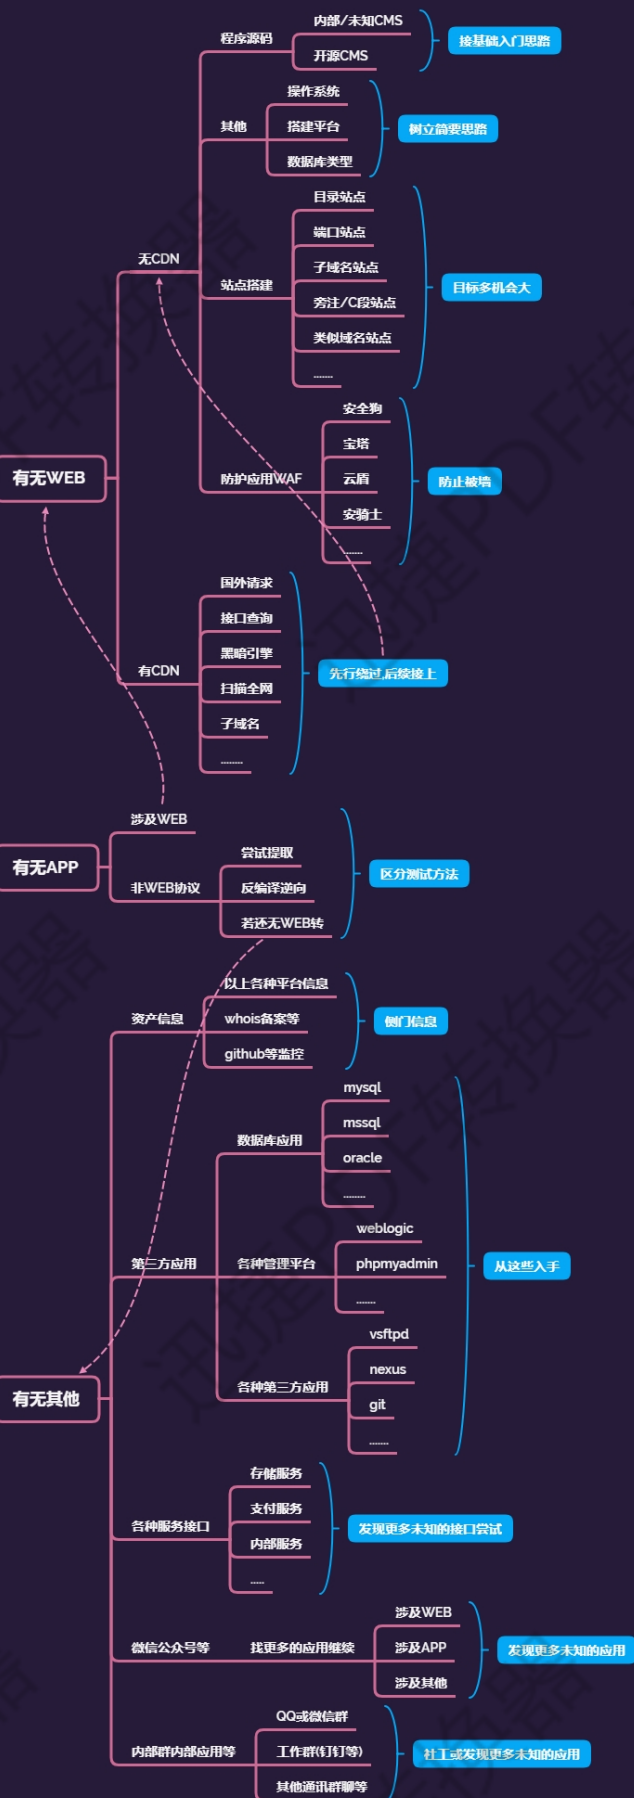 内部/未知CMS
程序源码
接基础入门思路
开源CMS
操作系统
其他
搭建平台
树立简要思路
数据库类型
目录站点
端口站点
无CDN
子域名站点
站点搭建
目标多机会大
旁注/C段站点
类似域名站点
.......
安全狗
宝塔
有无WEB
防护应用WAF
云盾
防止被墙
安骑士
.......
国外请求
接口查询
黑暗引擎
有CDN
先行绕过,后续接上
扫描全网
子域名
........
涉及WEB
尝试提取
有无APP
区分测试方法
非WEB协议
反编译逆向
若还无WEB转
以上各种平台信息
资产信息
whois备案等
侧门信息
github等监控
mysql
mssql
数据库应用
oracle
........
weblogic
第三方应用
各种管理平台
phpmyadmin
从这些入手
.......
vsftpd
nexus
各种第三方应用
有无其他
git
.......
存储服务
支付服务
各种服务接口
发现更多未知的接口尝试
内部服务
.....
涉及WEB
微信公众号等
找更多的应用继续
涉及APP
发现更多未知的应用
涉及其他
QQ或微信群
内部群内部应用等
工作群(钉钉等)
社工或发现更多未知的应用
其他通讯群聊等
迅捷PDF转换器
迅捷PDF转换器